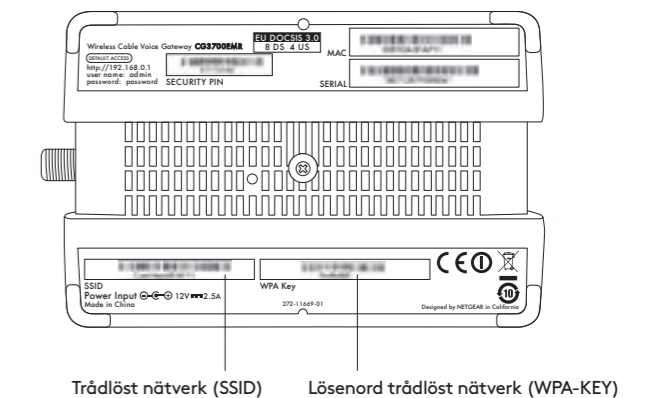 EU DOCSIS 3.0
Wireless Cable Voice Gateway CG3700EMR 8 DS 4 US
MAC
DEFAULT ACCESS
http://192.168.0.1
user name: admin
password: password SECURITY PIN
SERIAL
SSID
WPA Key
Power Input 12V 2.5A
Made in China
272-11669-01
10
Designed by NETGEAR in California
Trådlöst nätverk (SSID)
Lösenord trådlöst nätverk (WPA-KEY)